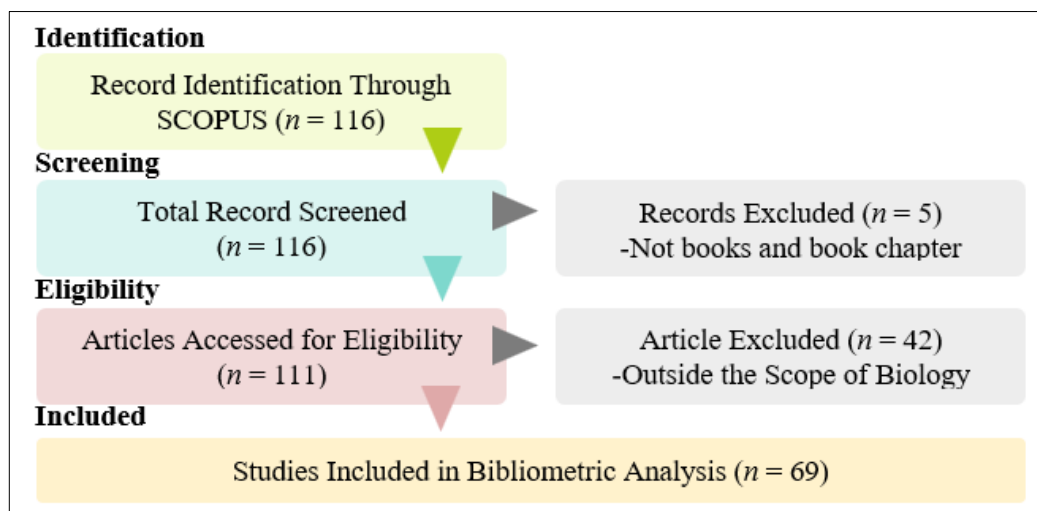 Identification
Record Identification Through
SCOPUS (n = 116)
Screening
Total Record Screened
(n = 116)
Records Excluded (n = 5)
-Not books and book chapter
Eligibility
Articles Accessed for Eligibility
(n = 111)
Article Excluded (n = 42)
-Outside the Scope of Biology
Included
Studies Included in Bibliometric Analysis (n = 69)